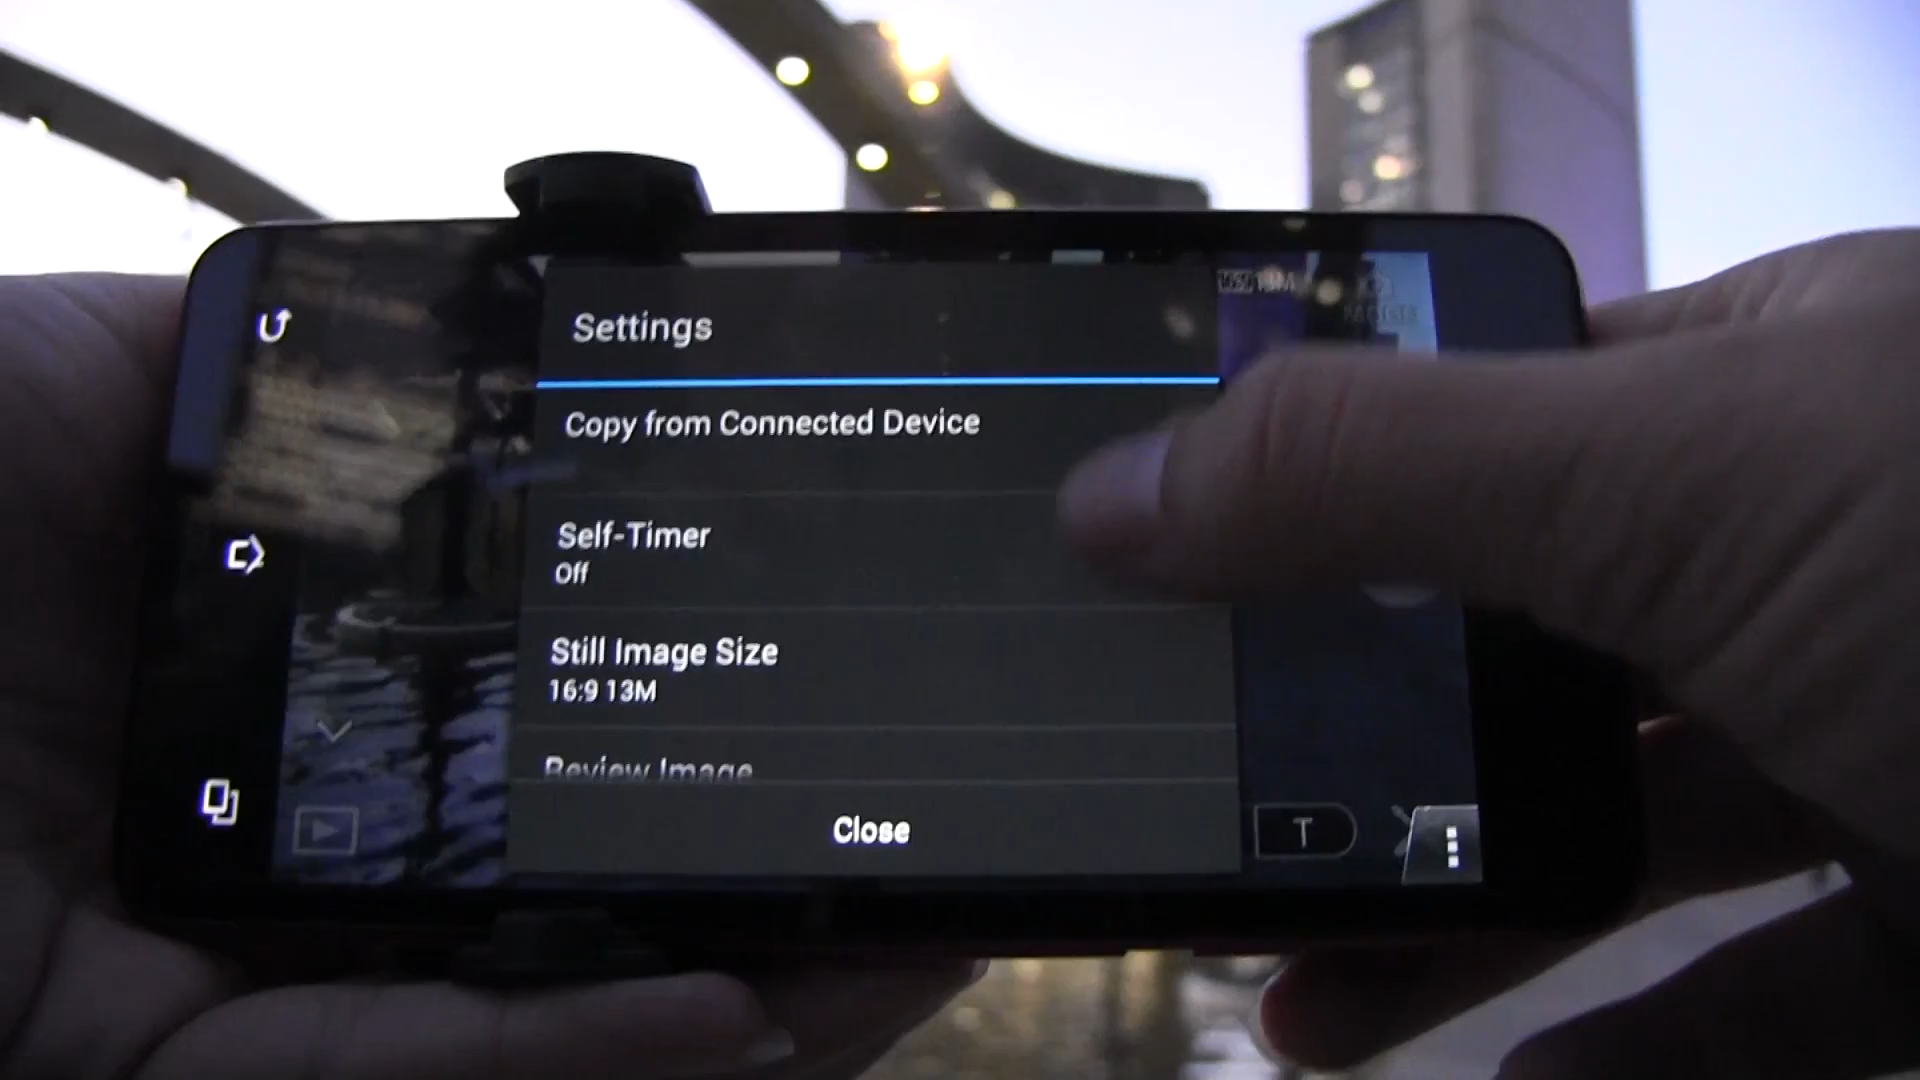 Settings
Copy from Connected Device
Self-Timer
Off
Still Image Size
16:9 13M
Review Image
Close
T